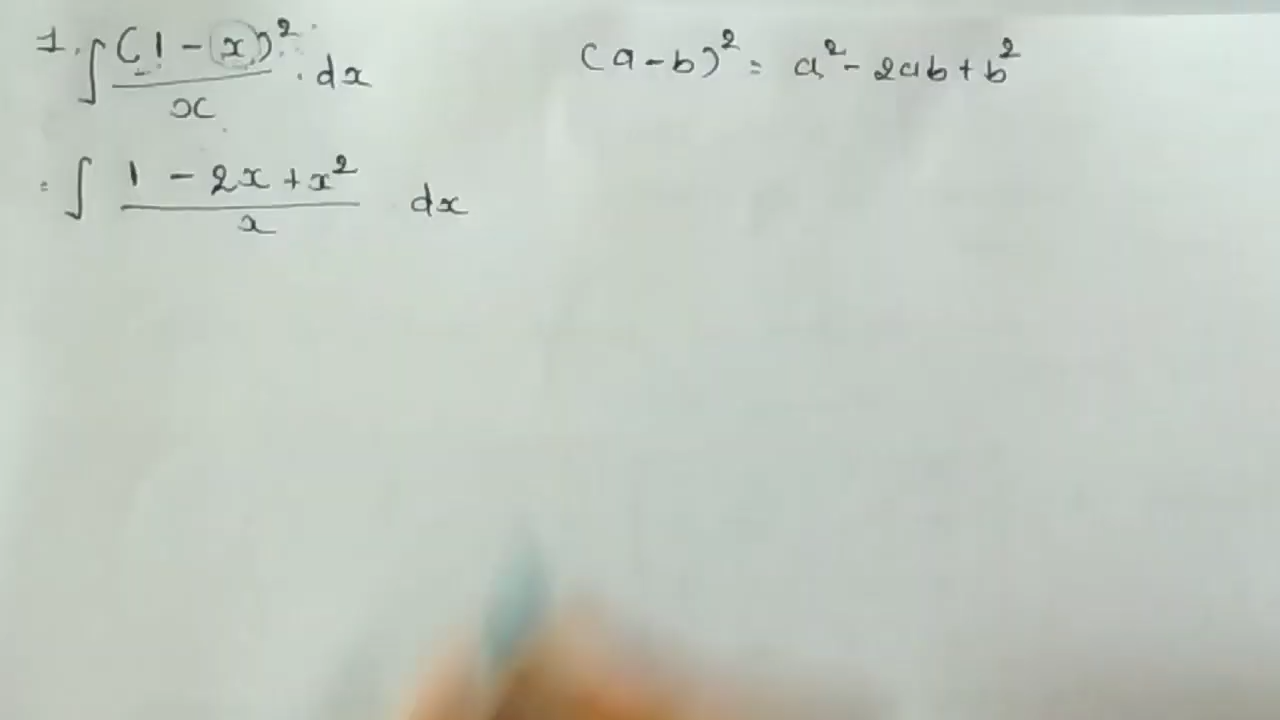 1. ∫ (1 - x)² / x . dx
(a-b)² = a² - 2ab + b²
= ∫ 1 - 2x + x² / x dx